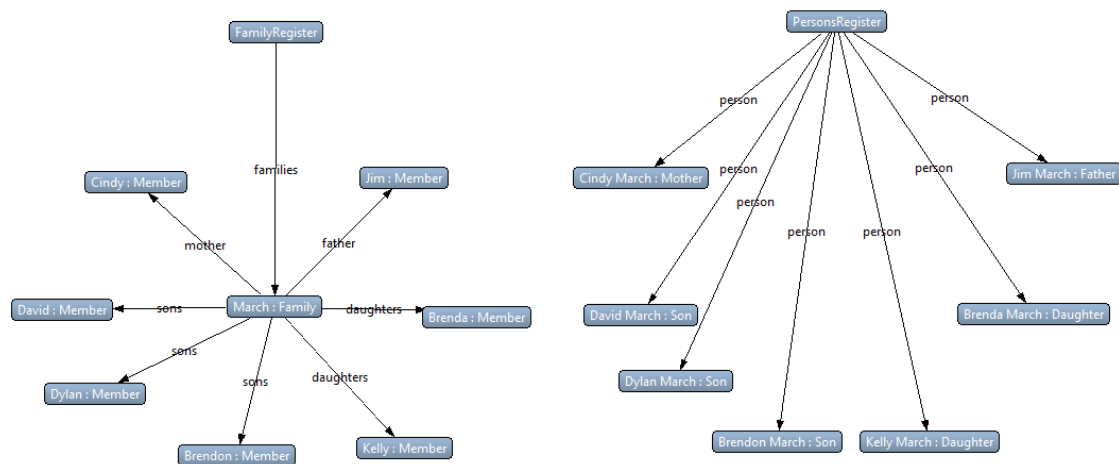 FamilyRegister
families
Cindy : Member
Jim : Member
mother
father
David : Member
sons
March : Family
daughters
Brenda : Member
sons
daughters
Dylan : Member
sons
Brendon : Member
Kelly : Member
PersonsRegister
person
person
Cindy March : Mother
person
person
Jim March : Father
person
person
person
David March : Son
Brenda March : Daughter
Dylan March : Son
Brendon March : Son
Kelly March : Daughter